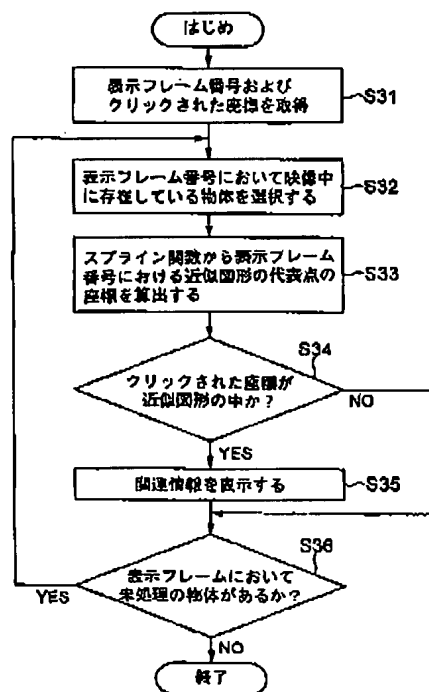 はじめ
表示フレーム番号および
クリックされた座標を取得
S31
表示フレーム番号において映像中
に存在している物体を選択する
S32
スプライン関数から表示フレーム
番号における近似図形の代表点の
座標を算出する
S33
S34
クリックされた座標が
近似図形の中か？
NO
YES
関連情報を表示する
S35
S36
表示フレームにおいて
未処理の物体があるか？
YES
NO
終了